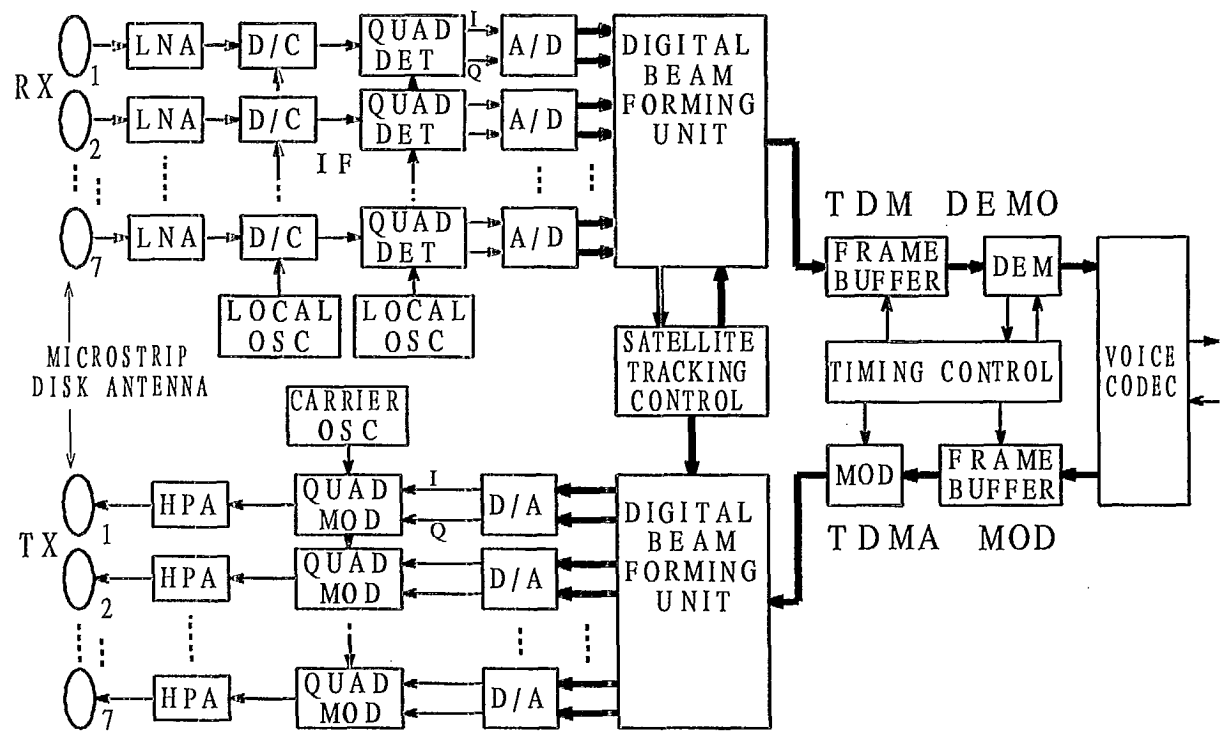 RX
1
LNA
D/C
QUAD
DET
I
Q
A/D
DIGITAL
BEAM
FORMING
UNIT
2
LNA
D/C
QUAD
DET
A/D
IF
7
LNA
D/C
QUAD
DET
A/D
LOCAL
OSC
LOCAL
OSC
MICROSTRIP
DISK ANTENNA
SATELLITE
TRACKING
CONTROL
TDM DEMO
FRAME
BUFFER
DEM
TIMING CONTROL
VOICE
CODEC
MOD
FRAME
BUFFER
TDMA MOD
CARRIER
OSC
TX
1
HPA
QUAD
MOD
I
Q
D/A
DIGITAL
BEAM
FORMING
UNIT
2
HPA
QUAD
MOD
D/A
7
HPA
QUAD
MOD
D/A